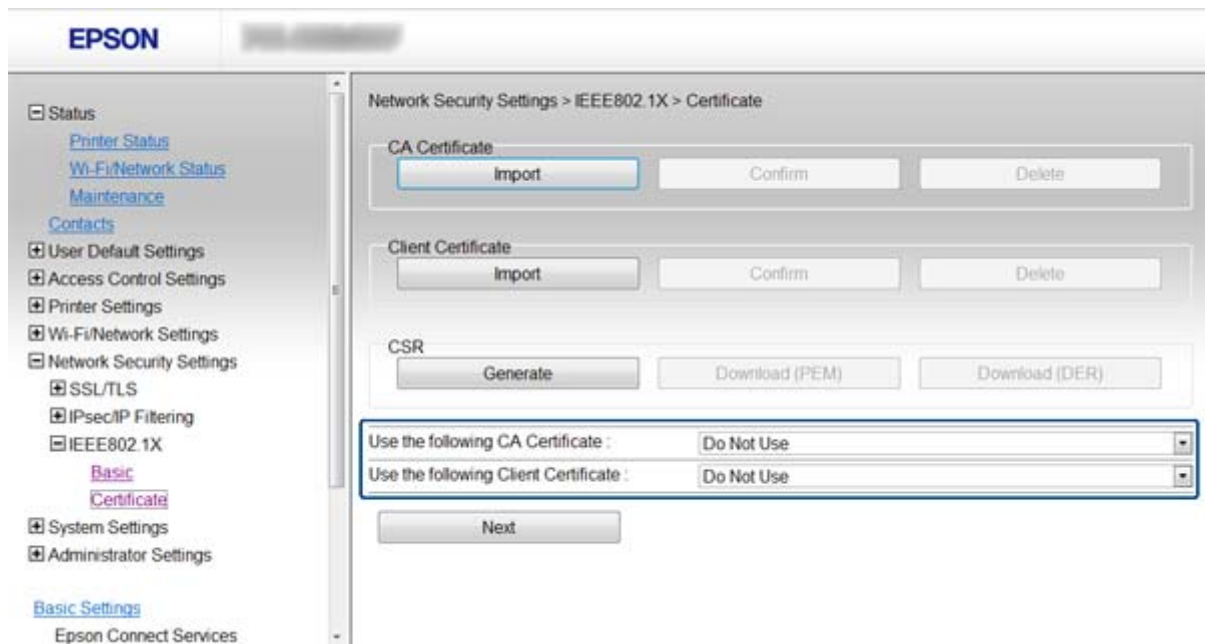 EPSON
Status
Printer Status
Wi-Fi/Network Status
Maintenance
Contacts
User Default Settings
Access Control Settings
Printer Settings
Wi-Fi/Network Settings
Network Security Settings
SSL/TLS
IPsec/IP Filtering
IEEE802.1X
Basic
Certificate
System Settings
Administrator Settings
Basic Settings
Epson Connect Services
Network Security Settings > IEEE802.1X > Certificate
CA Certificate
Import Confirm Delete
Client Certificate
Import Confirm Delete
CSR
Generate Download (PEM) Download (DER)
Use the following CA Certificate : Do Not Use
Use the following Client Certificate : Do Not Use
Next